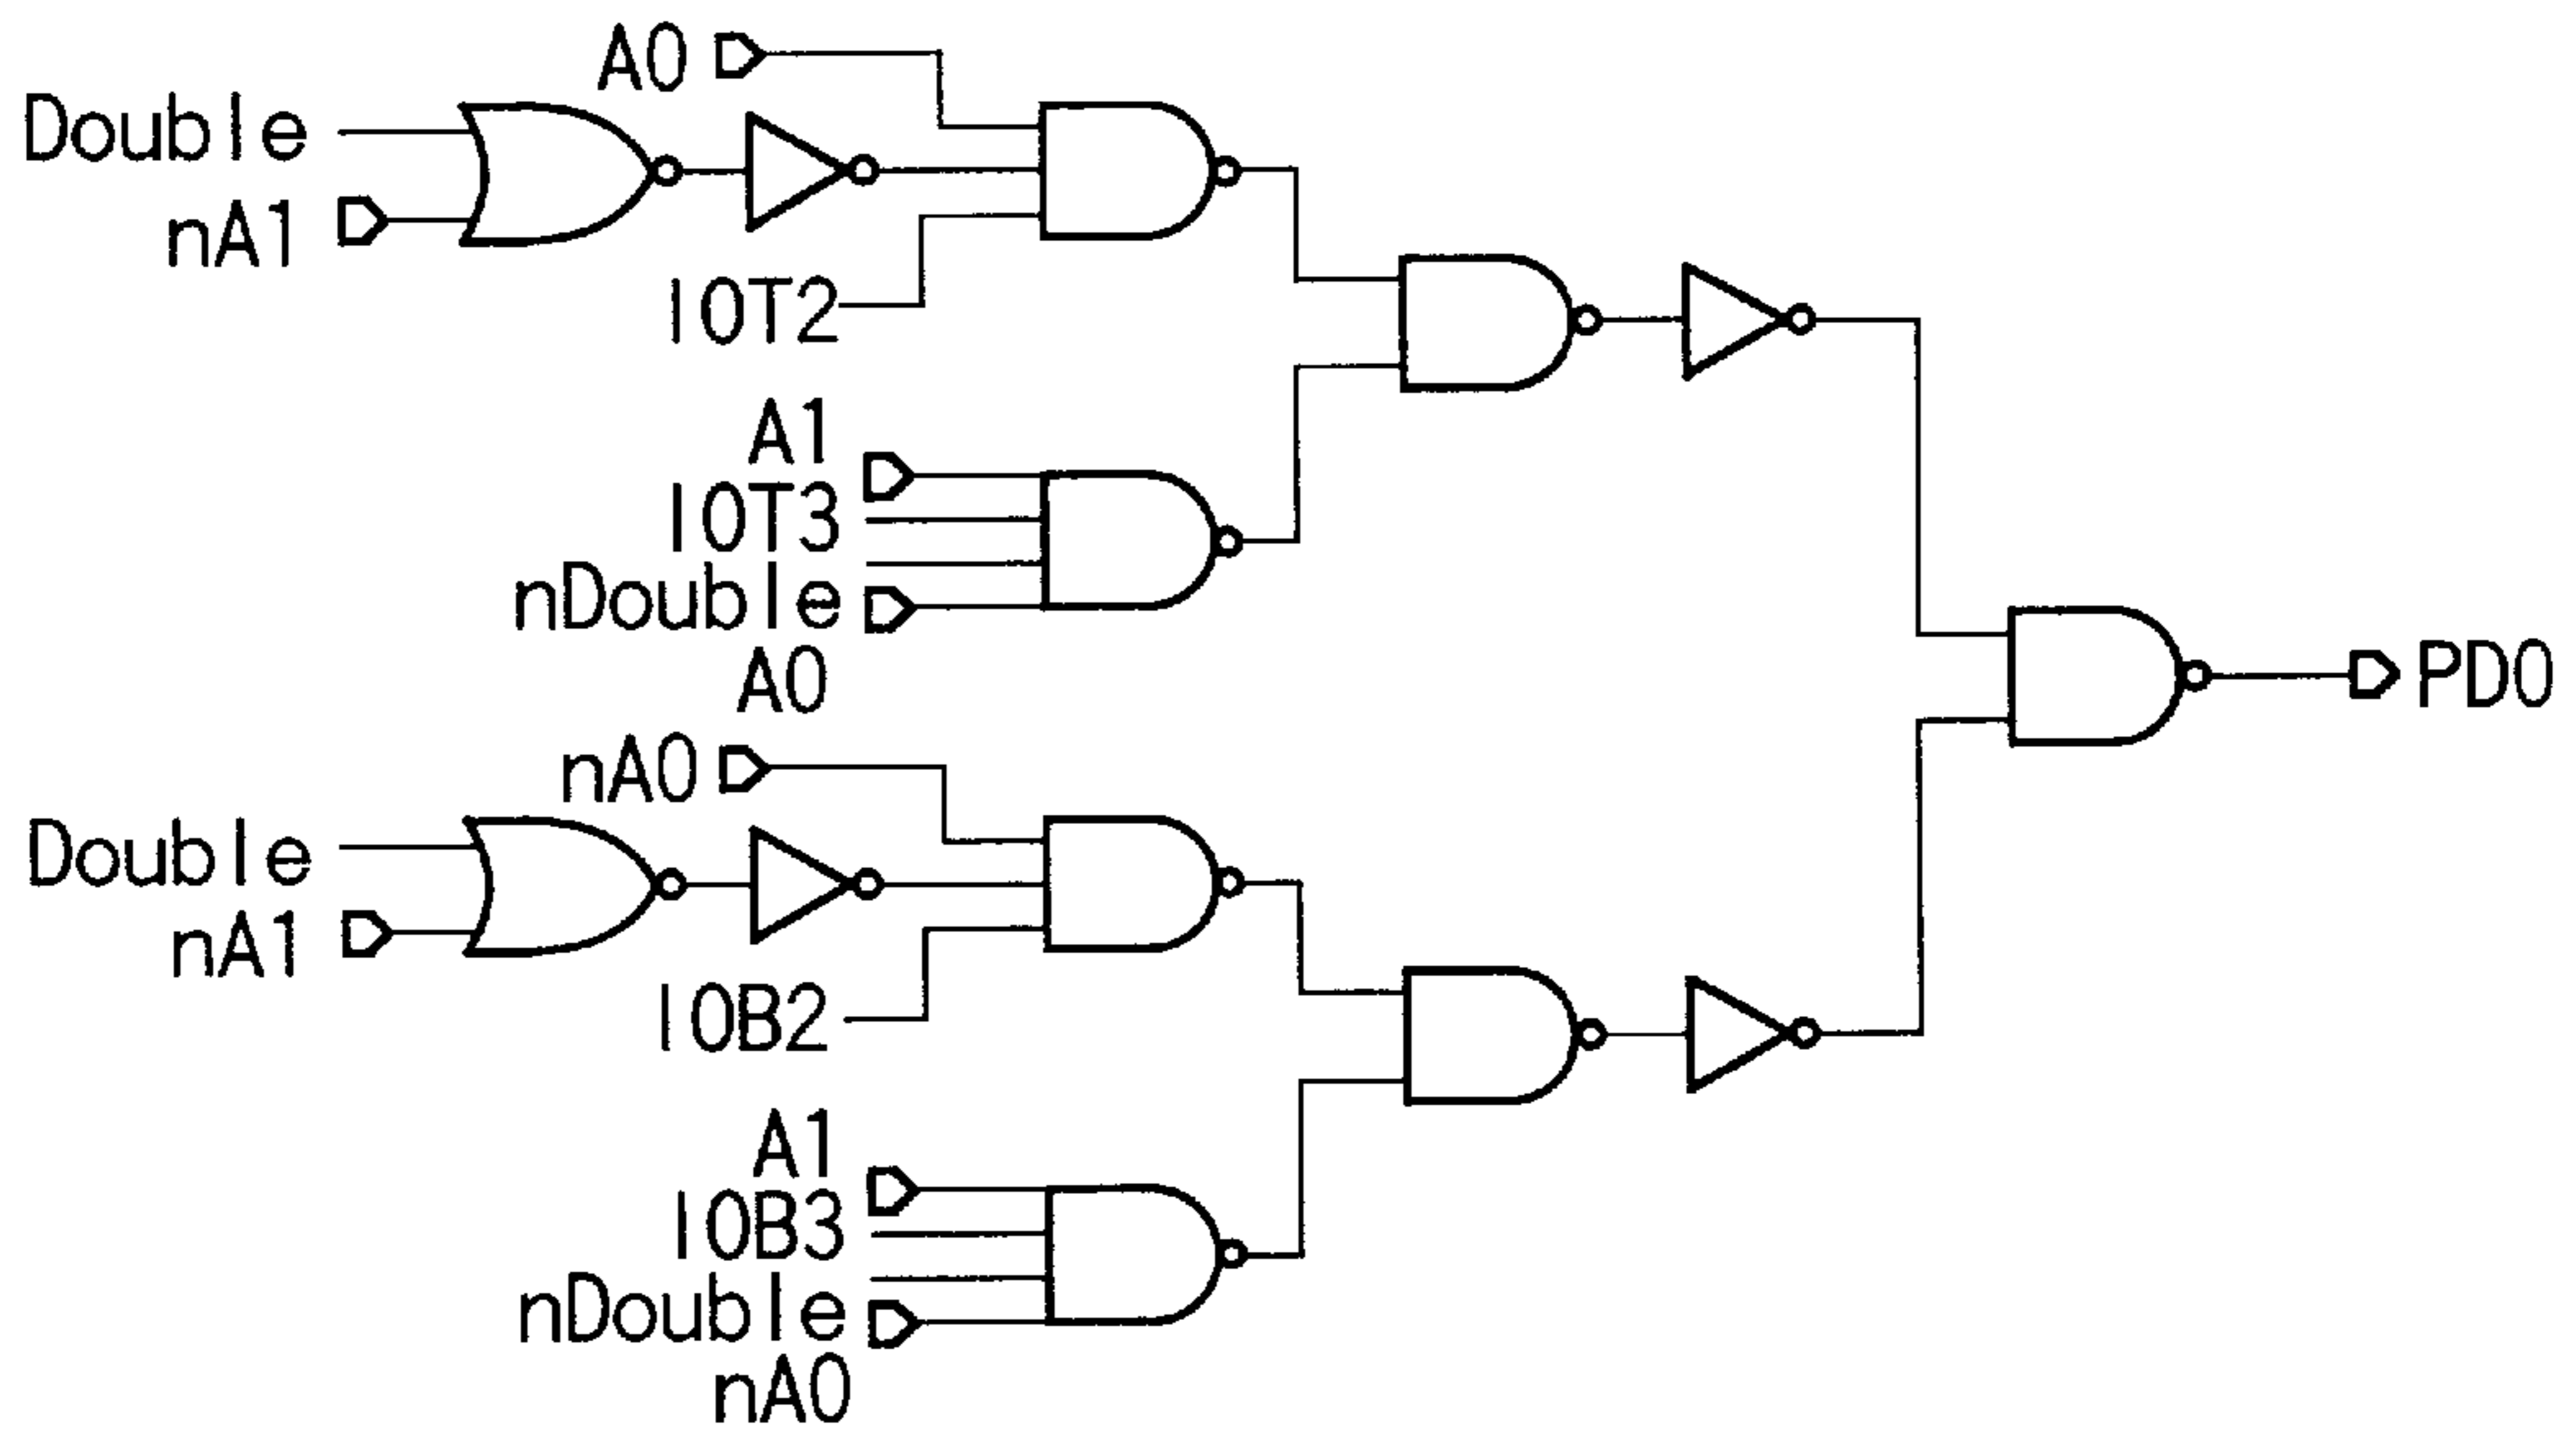 A0
Double
nA1
IOT2
A1
IOT3
nDouble
A0
PD0
nA0
Double
nA1
IOB2
A1
IOB3
nDouble
nA0